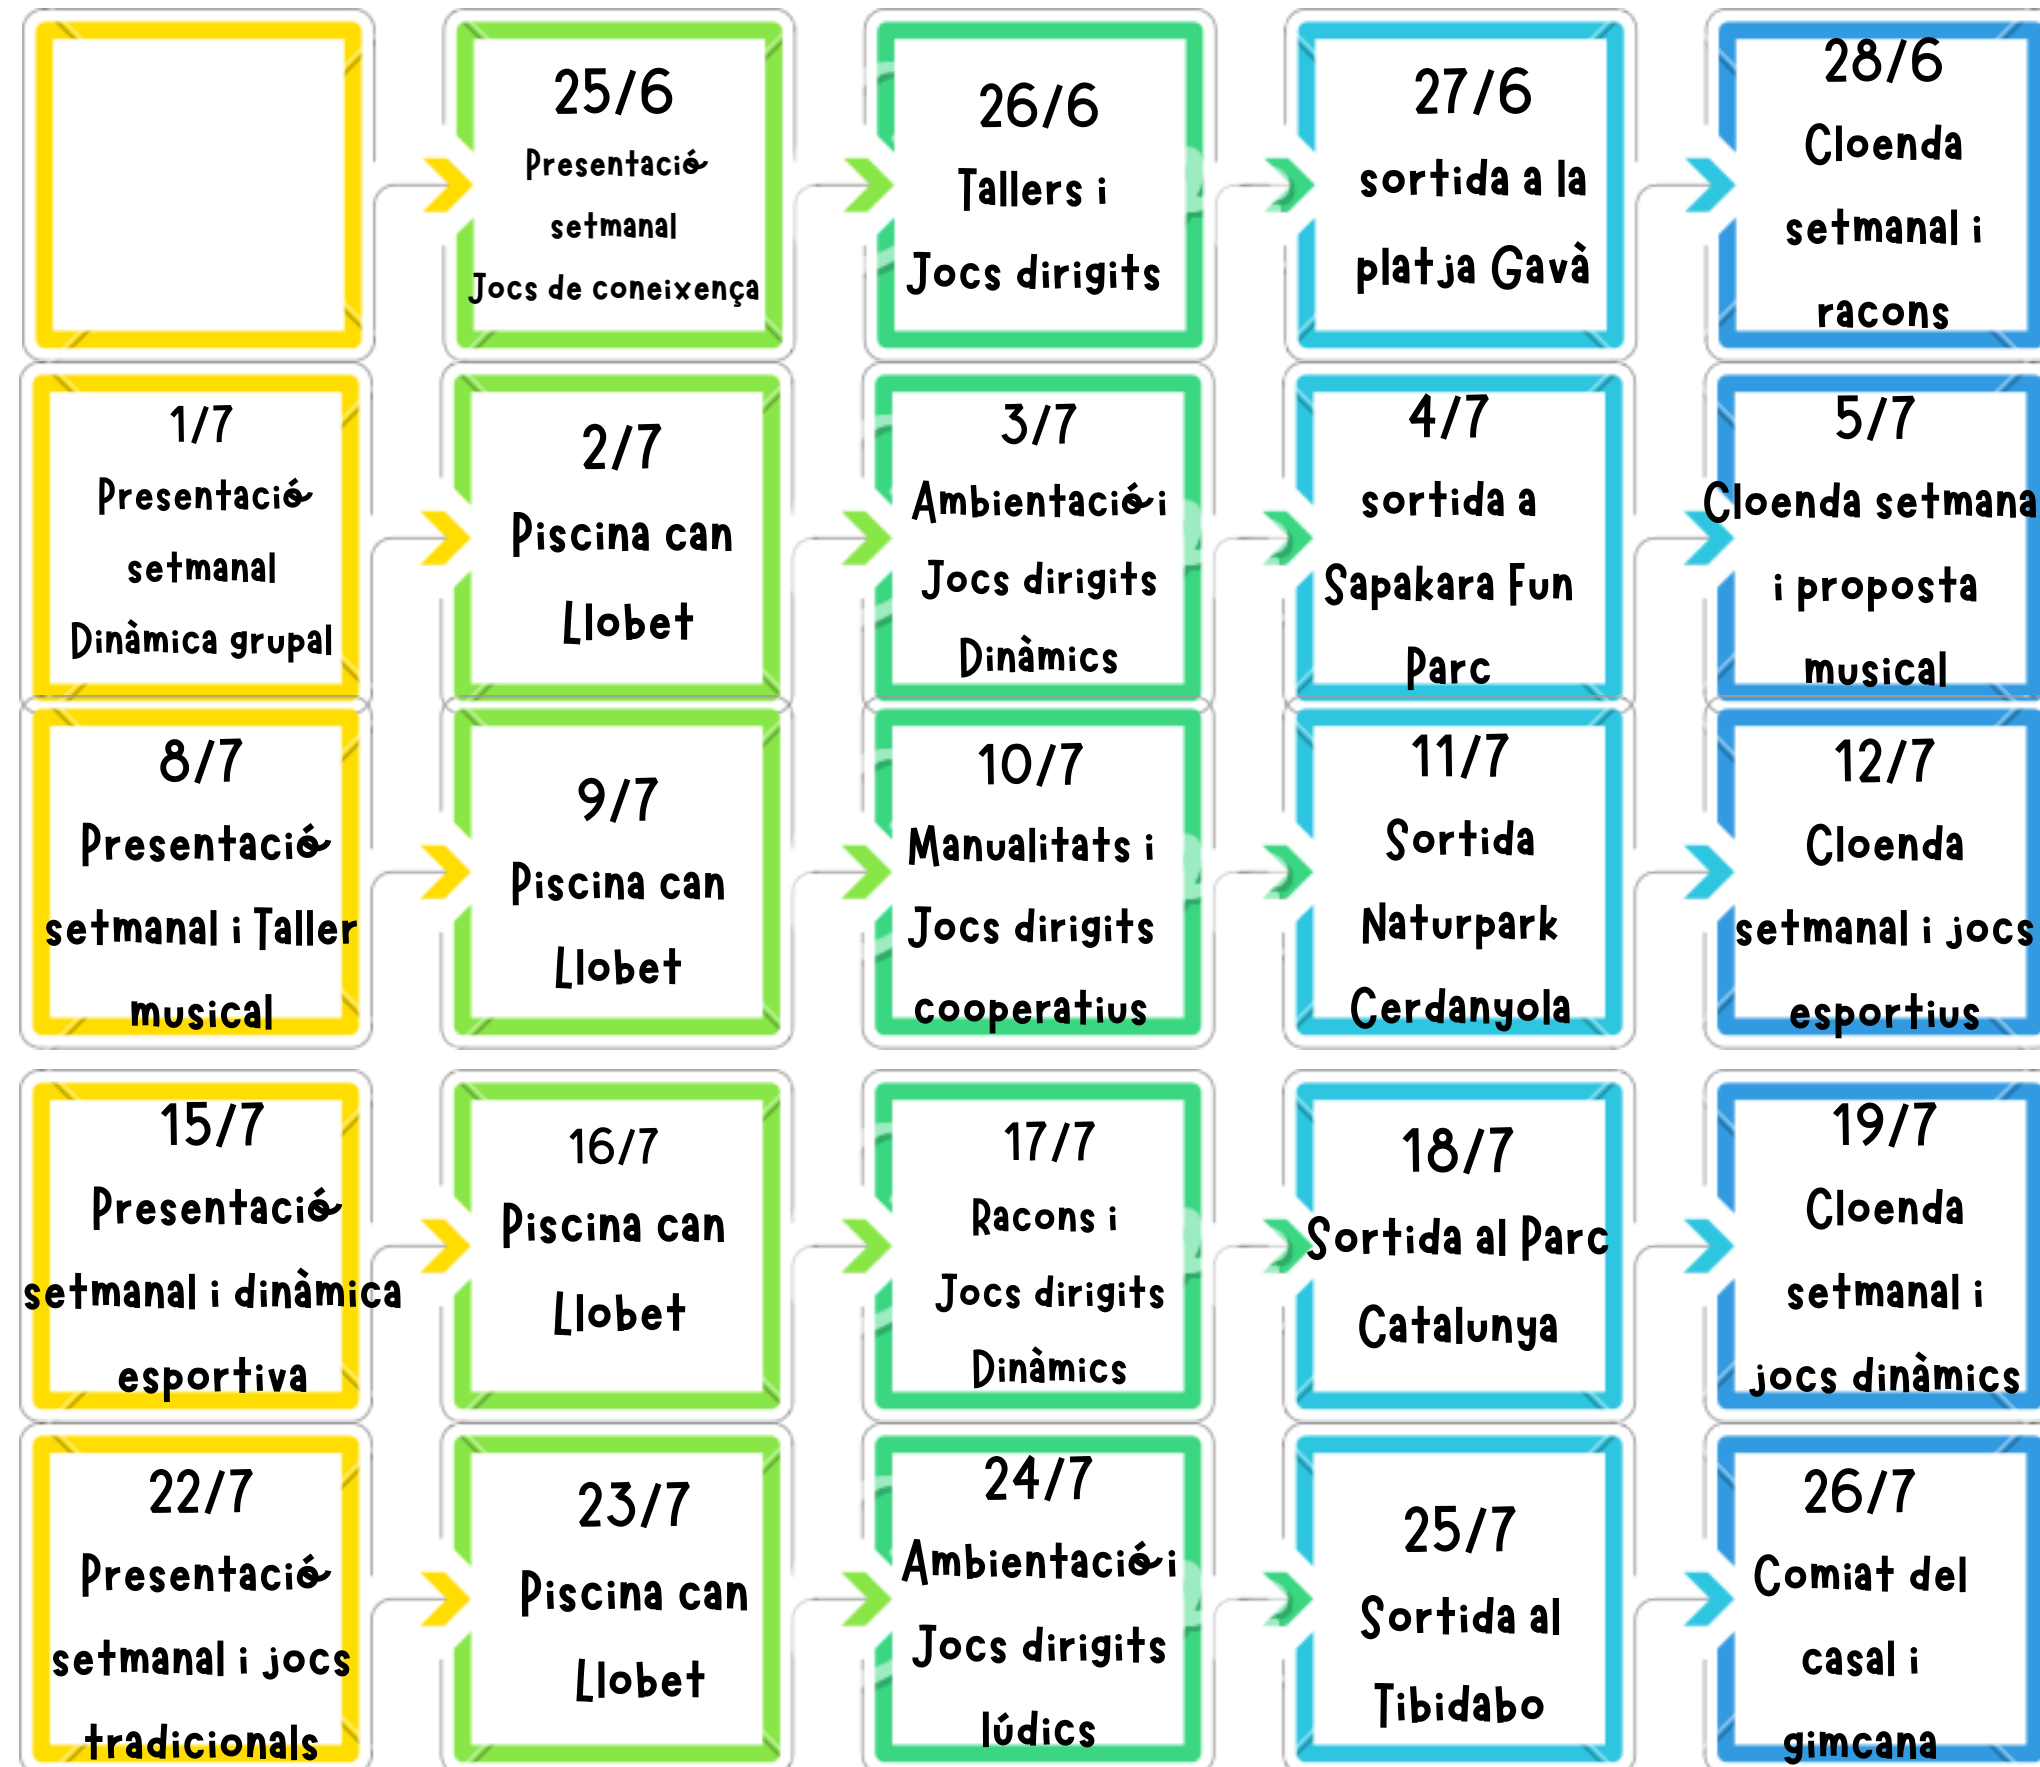 25/6
Presentació
setmanal
Jocs de coneixença
26/6
Tallers i
Jocs dirigits
27/6
sortida a la
platja Gavà
28/6
Cloenda
setmanal i
racons
1/7
Presentació
setmanal
Dinàmica grupal
2/7
Piscina can
Llobet
3/7
Ambientació i
Jocs dirigits
Dinàmics
4/7
sortida a
Sapakara Fun
Parc
5/7
Cloenda setmana
i proposta
musical
8/7
Presentació
setmanal i Taller
musical
9/7
Piscina can
Llobet
10/7
Manualitats i
Jocs dirigits
cooperatius
11/7
Sortida
Naturpark
Cerdanyola
12/7
Cloenda
setmanal i jocs
esportius
15/7
Presentació
setmanal i dinàmica
esportiva
16/7
Piscina can
Llobet
17/7
Racons i
Jocs dirigits
Dinàmics
18/7
Sortida al Parc
Catalunya
19/7
Cloenda
setmanal i
jocs dinàmics
22/7
Presentació
setmanal i jocs
tradicionals
23/7
Piscina can
Llobet
24/7
Ambientació i
Jocs dirigits
lúdics
25/7
Sortida al
Tibidabo
26/7
Comiat del
casal i
gimcana